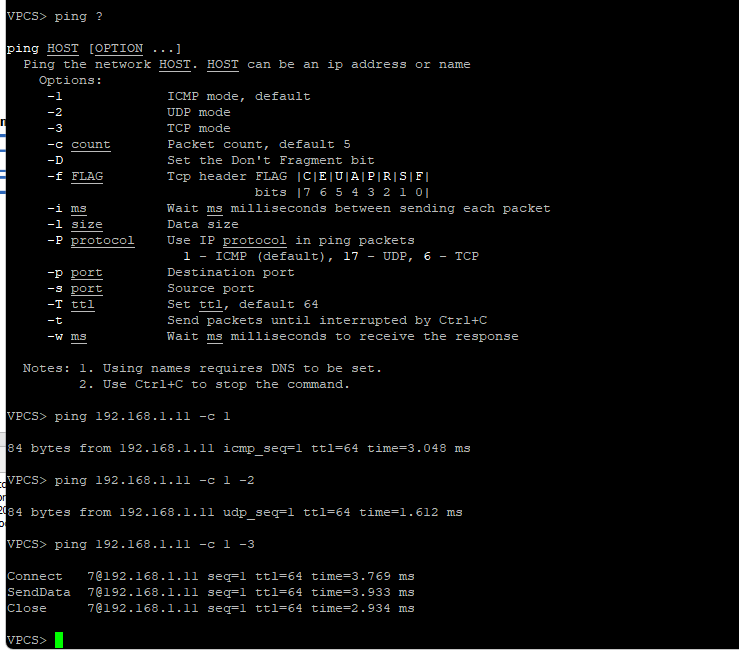 VPCS> ping ?
ping HOST [OPTION ...]
Ping the network HOST. HOST can be an ip address or name
Options:
-1 ICMP mode, default
-2 UDP mode
-3 TCP mode
-c count Packet count, default 5
-D Set the Don't Fragment bit
-f FLAG Tcp header FLAG |C|E|U|A|P|R|S|F|
bits |7 6 5 4 3 2 1 0|
-i ms Wait ms milliseconds between sending each packet
-l size Data size
-P protocol Use IP protocol in ping packets
1 - ICMP (default), 17 - UDP, 6 - TCP
-p port Destination port
-s port Source port
-T ttl Set ttl, default 64
-t Send packets until interrupted by Ctrl+C
-w ms Wait ms milliseconds to receive the response
Notes: 1. Using names requires DNS to be set.
2. Use Ctrl+C to stop the command.
VPCS> ping 192.168.1.11 -c 1
84 bytes from 192.168.1.11 icmp_seq=1 ttl=64 time=3.048 ms
VPCS> ping 192.168.1.11 -c 1 -2
84 bytes from 192.168.1.11 udp_seq=1 ttl=64 time=1.612 ms
VPCS> ping 192.168.1.11 -c 1 -3
Connect 7@192.168.1.11 seq=1 ttl=64 time=3.769 ms
SendData 7@192.168.1.11 seq=1 ttl=64 time=3.933 ms
Close 7@192.168.1.11 seq=1 ttl=64 time=2.934 ms
VPCS>